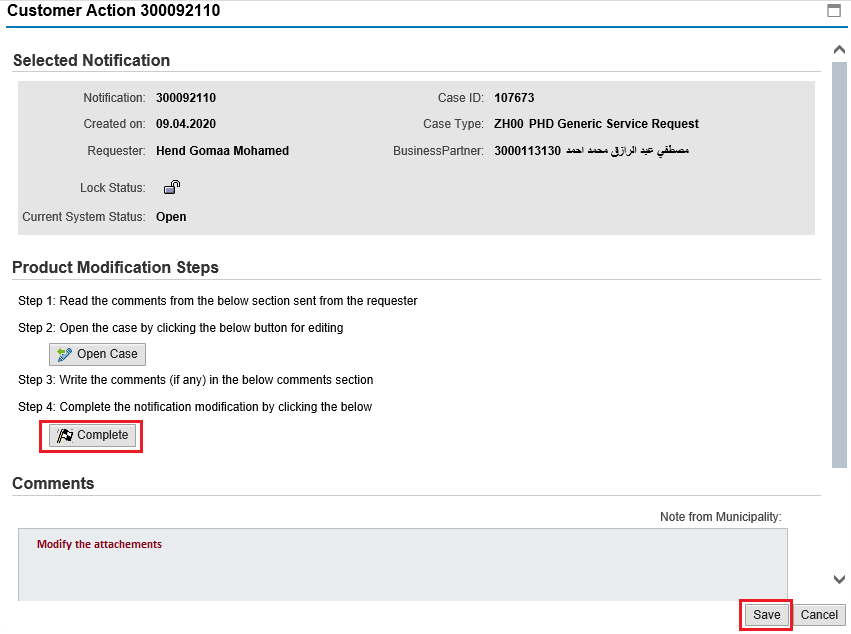 Customer Action 300092110
Selected Notification
Notification: 300092110 Case ID: 107673
Created on: 09.04.2020 Case Type: ZH00 PHD Generic Service Request
Requester: Hend Gomaa Mohamed BusinessPartner: 3000113130 مصطفي عبد الرازق محمد احمد
Lock Status:
Current System Status: Open
Product Modification Steps
Step 1: Read the comments from the below section sent from the requester
Step 2: Open the case by clicking the below button for editing
Open Case
Step 3: Write the comments (if any) in the below comments section
Step 4: Complete the notification modification by clicking the below
Complete
Comments
Note from Municipality:
Modify the attachements
Save Cancel